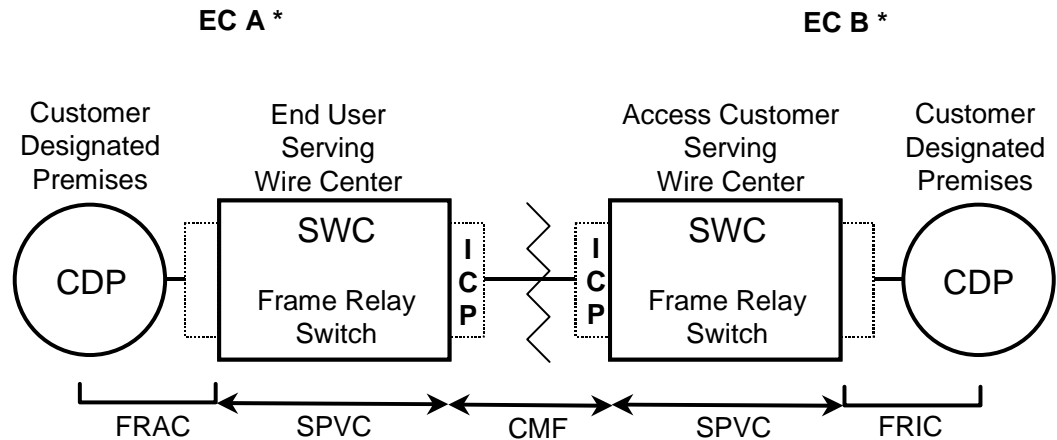 EC A *
EC B *
Customer
Designated
Premises
End User
Serving
Wire Center
Access Customer
Serving
Wire Center
Customer
Designated
Premises
CDP
SWC
Frame Relay
Switch
I
C
P
I
C
P
SWC
Frame Relay
Switch
CDP
FRAC
SPVC
CMF
SPVC
FRIC